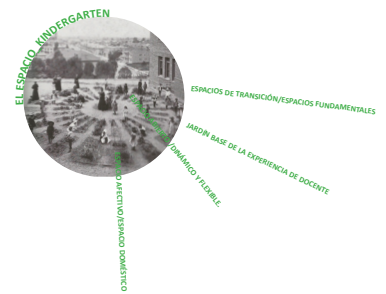 EL ESPACIO KINDERGARTEN
ESPACIOS DE TRANSICIÓN/ESPACIOS FUNDAMENTALES
JARDÍN BASE DE LA EXPERIENCIA DE DOCENTE
/DINÁMICO Y FLEXIBLE.
AFECTIVO/ESPACIO DOMÉSTICO